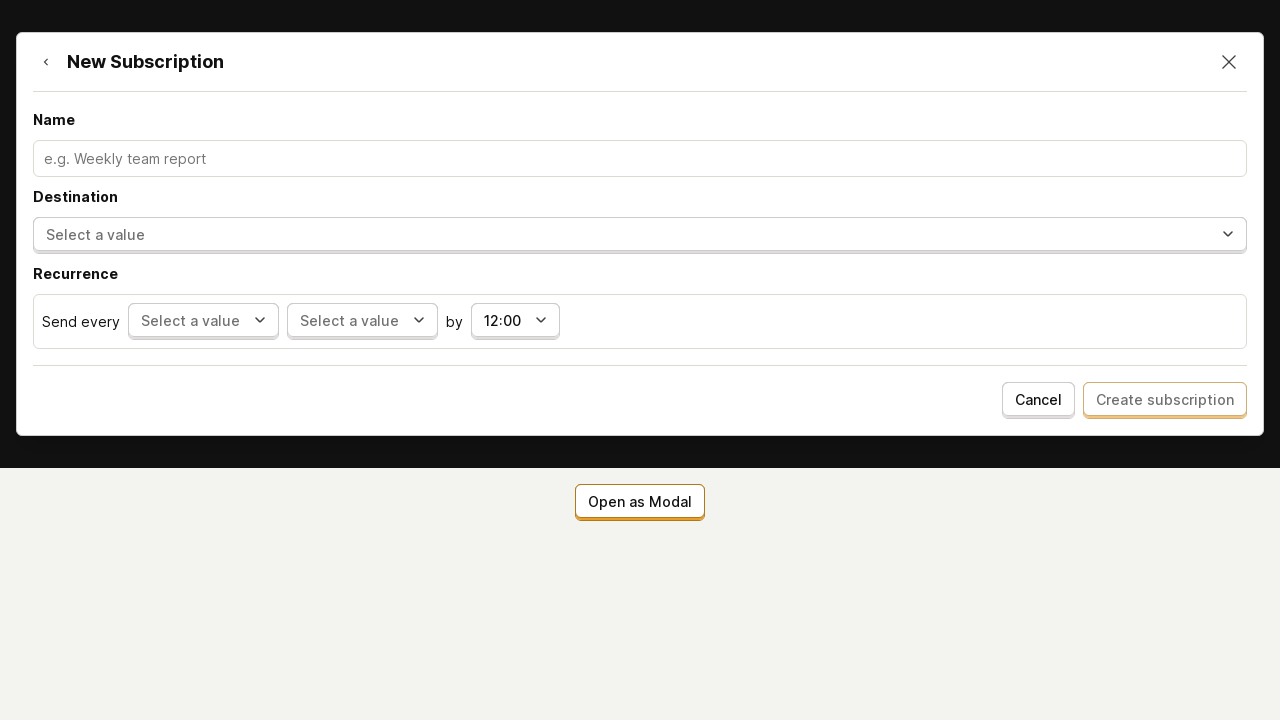 New Subscription
Name
e.g. Weekly team report
Destination
Select a value
Recurrence
Send every Select a value Select a value by 12:00
Cancel Create subscription
Open as Modal